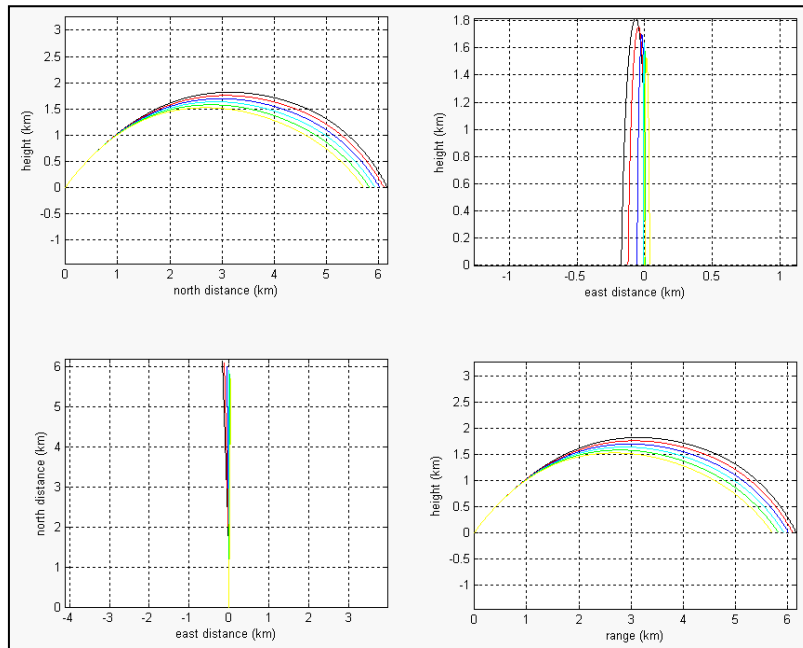 3
2.5
2
1.5
1
0.5
0
-0.5
-1
height (km)
0 1 2 3 4 5 6
north distance (km)
1.8
1.6
1.4
1.2
1
0.8
0.6
0.4
0.2
0
height (km)
-1 -0.5 0 0.5 1
east distance (km)
6
5
4
3
2
1
0
north distance (km)
-4 -3 -2 -1 0 1 2 3
east distance (km)
3
2.5
2
1.5
1
0.5
0
-0.5
-1
height (km)
0 1 2 3 4 5 6
range (km)